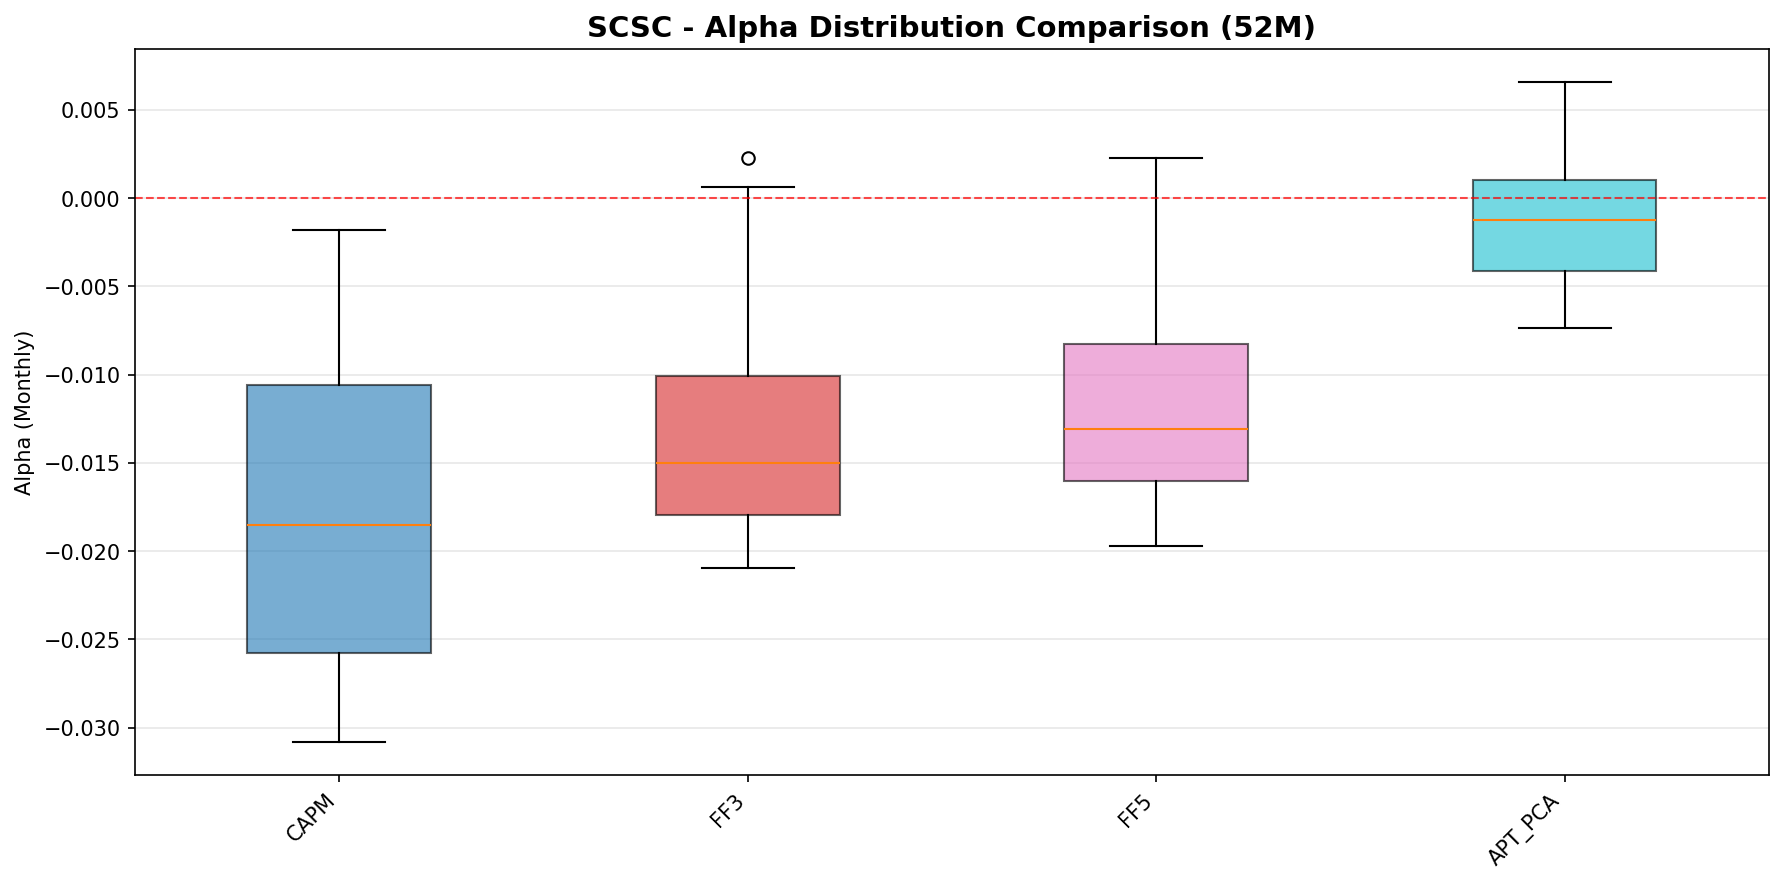 SCSC - Alpha Distribution Comparison (52M)
Alpha (Monthly)
0.005
0.000
−0.005
−0.010
−0.015
−0.020
−0.025
−0.030
CAPM
FF3
FF5
APT_PCA